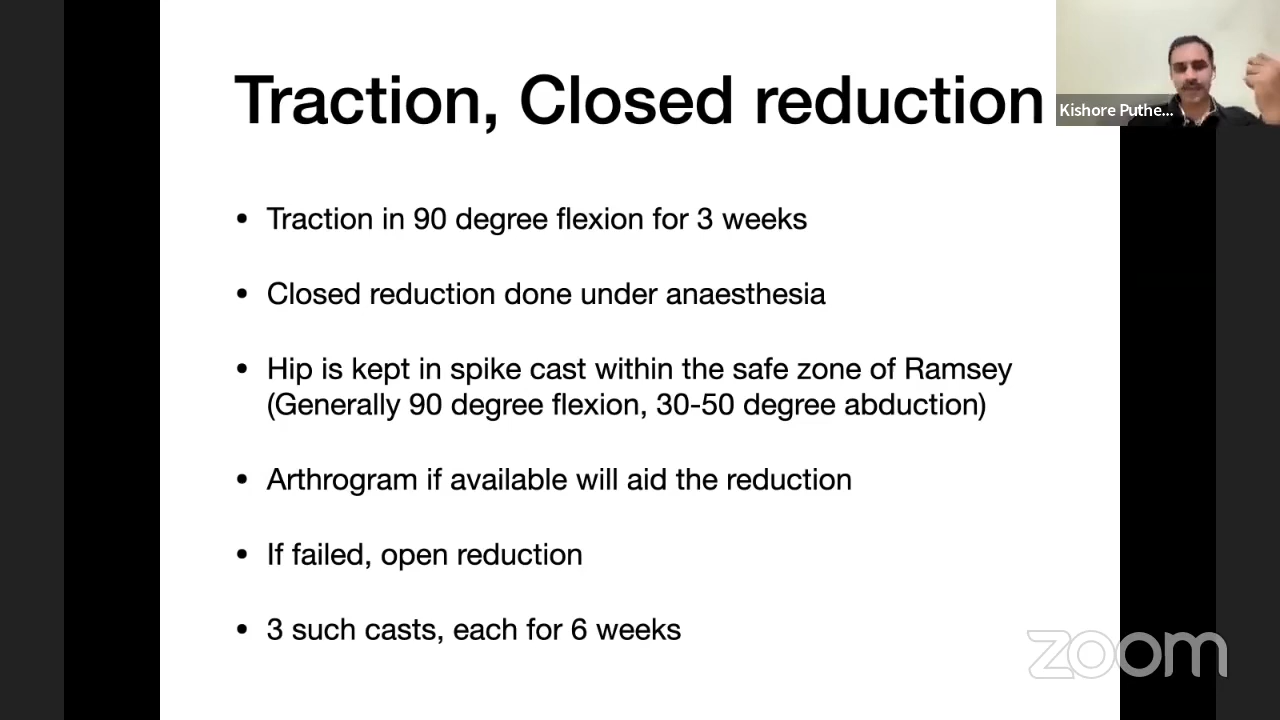 Traction, Closed reduction
Kishore Puthe...
• Traction in 90 degree flexion for 3 weeks
• Closed reduction done under anaesthesia
• Hip is kept in spike cast within the safe zone of Ramsey
(Generally 90 degree flexion, 30-50 degree abduction)
• Arthrogram if available will aid the reduction
• If failed, open reduction
• 3 such casts, each for 6 weeks
zoom